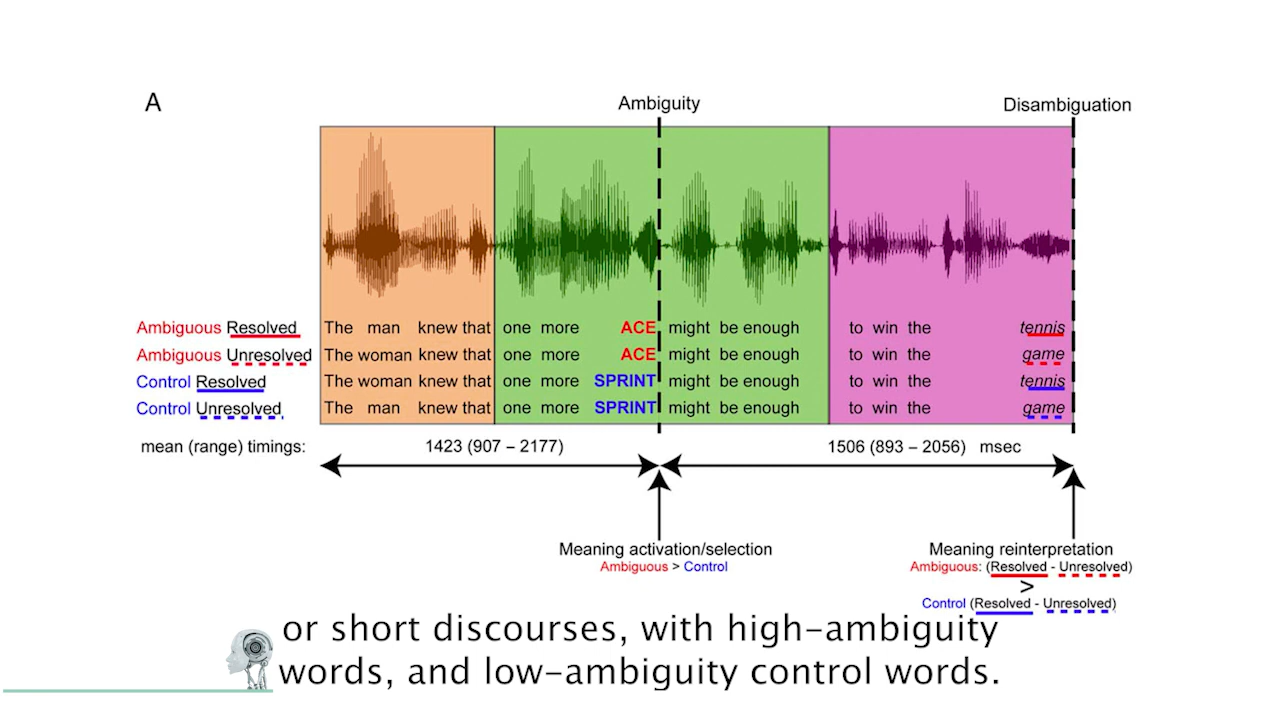 A
Ambiguity
Disambiguation
Ambiguous Resolved The man knew that one more ACE might be enough to win the tennis
Ambiguous Unresolved The woman knew that one more ACE might be enough to win the game
Control Resolved The woman knew that one more SPRINT might be enough to win the tennis
Control Unresolved The man knew that one more SPRINT might be enough to win the game
mean (range) timings: 1423 (907 – 2177) 1506 (893 – 2056) msec
Meaning activation/selection
Ambiguous > Control
Meaning reinterpretation
Ambiguous: (Resolved - Unresolved)
>
Control (Resolved - Unresolved)
or short discourses, with high-ambiguity
words, and low-ambiguity control words.